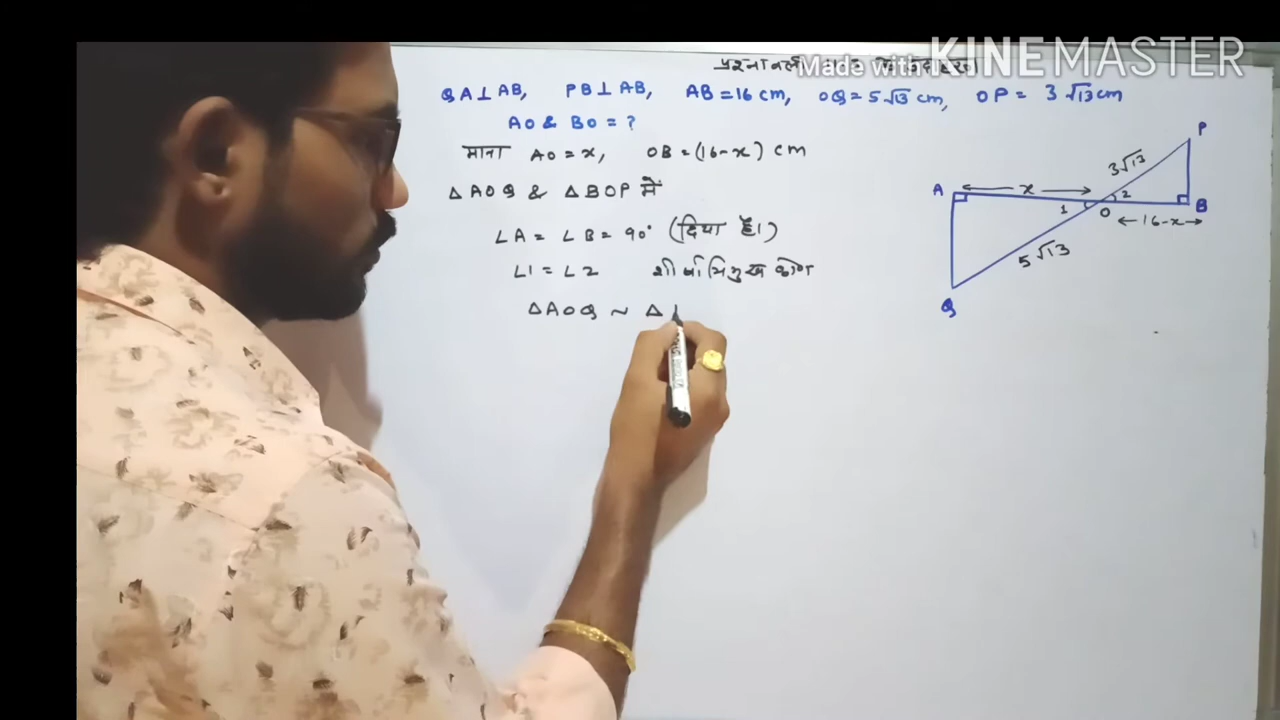 Made with KINEMASTER
QA⊥AB, PB⊥AB, AB=16 cm, OQ=5√13 cm, OP = 3√13 cm
AO & BO = ?
माना AO = x, OB = (16-x) cm
△AOQ & △BOP में
∠A = ∠B = 90° (दिया है।)
∠1 = ∠2 शीर्षाभिमुख कोण
△AOQ ~ △
P
3√13
A x 2
1 O B
16-x
5√13
Q